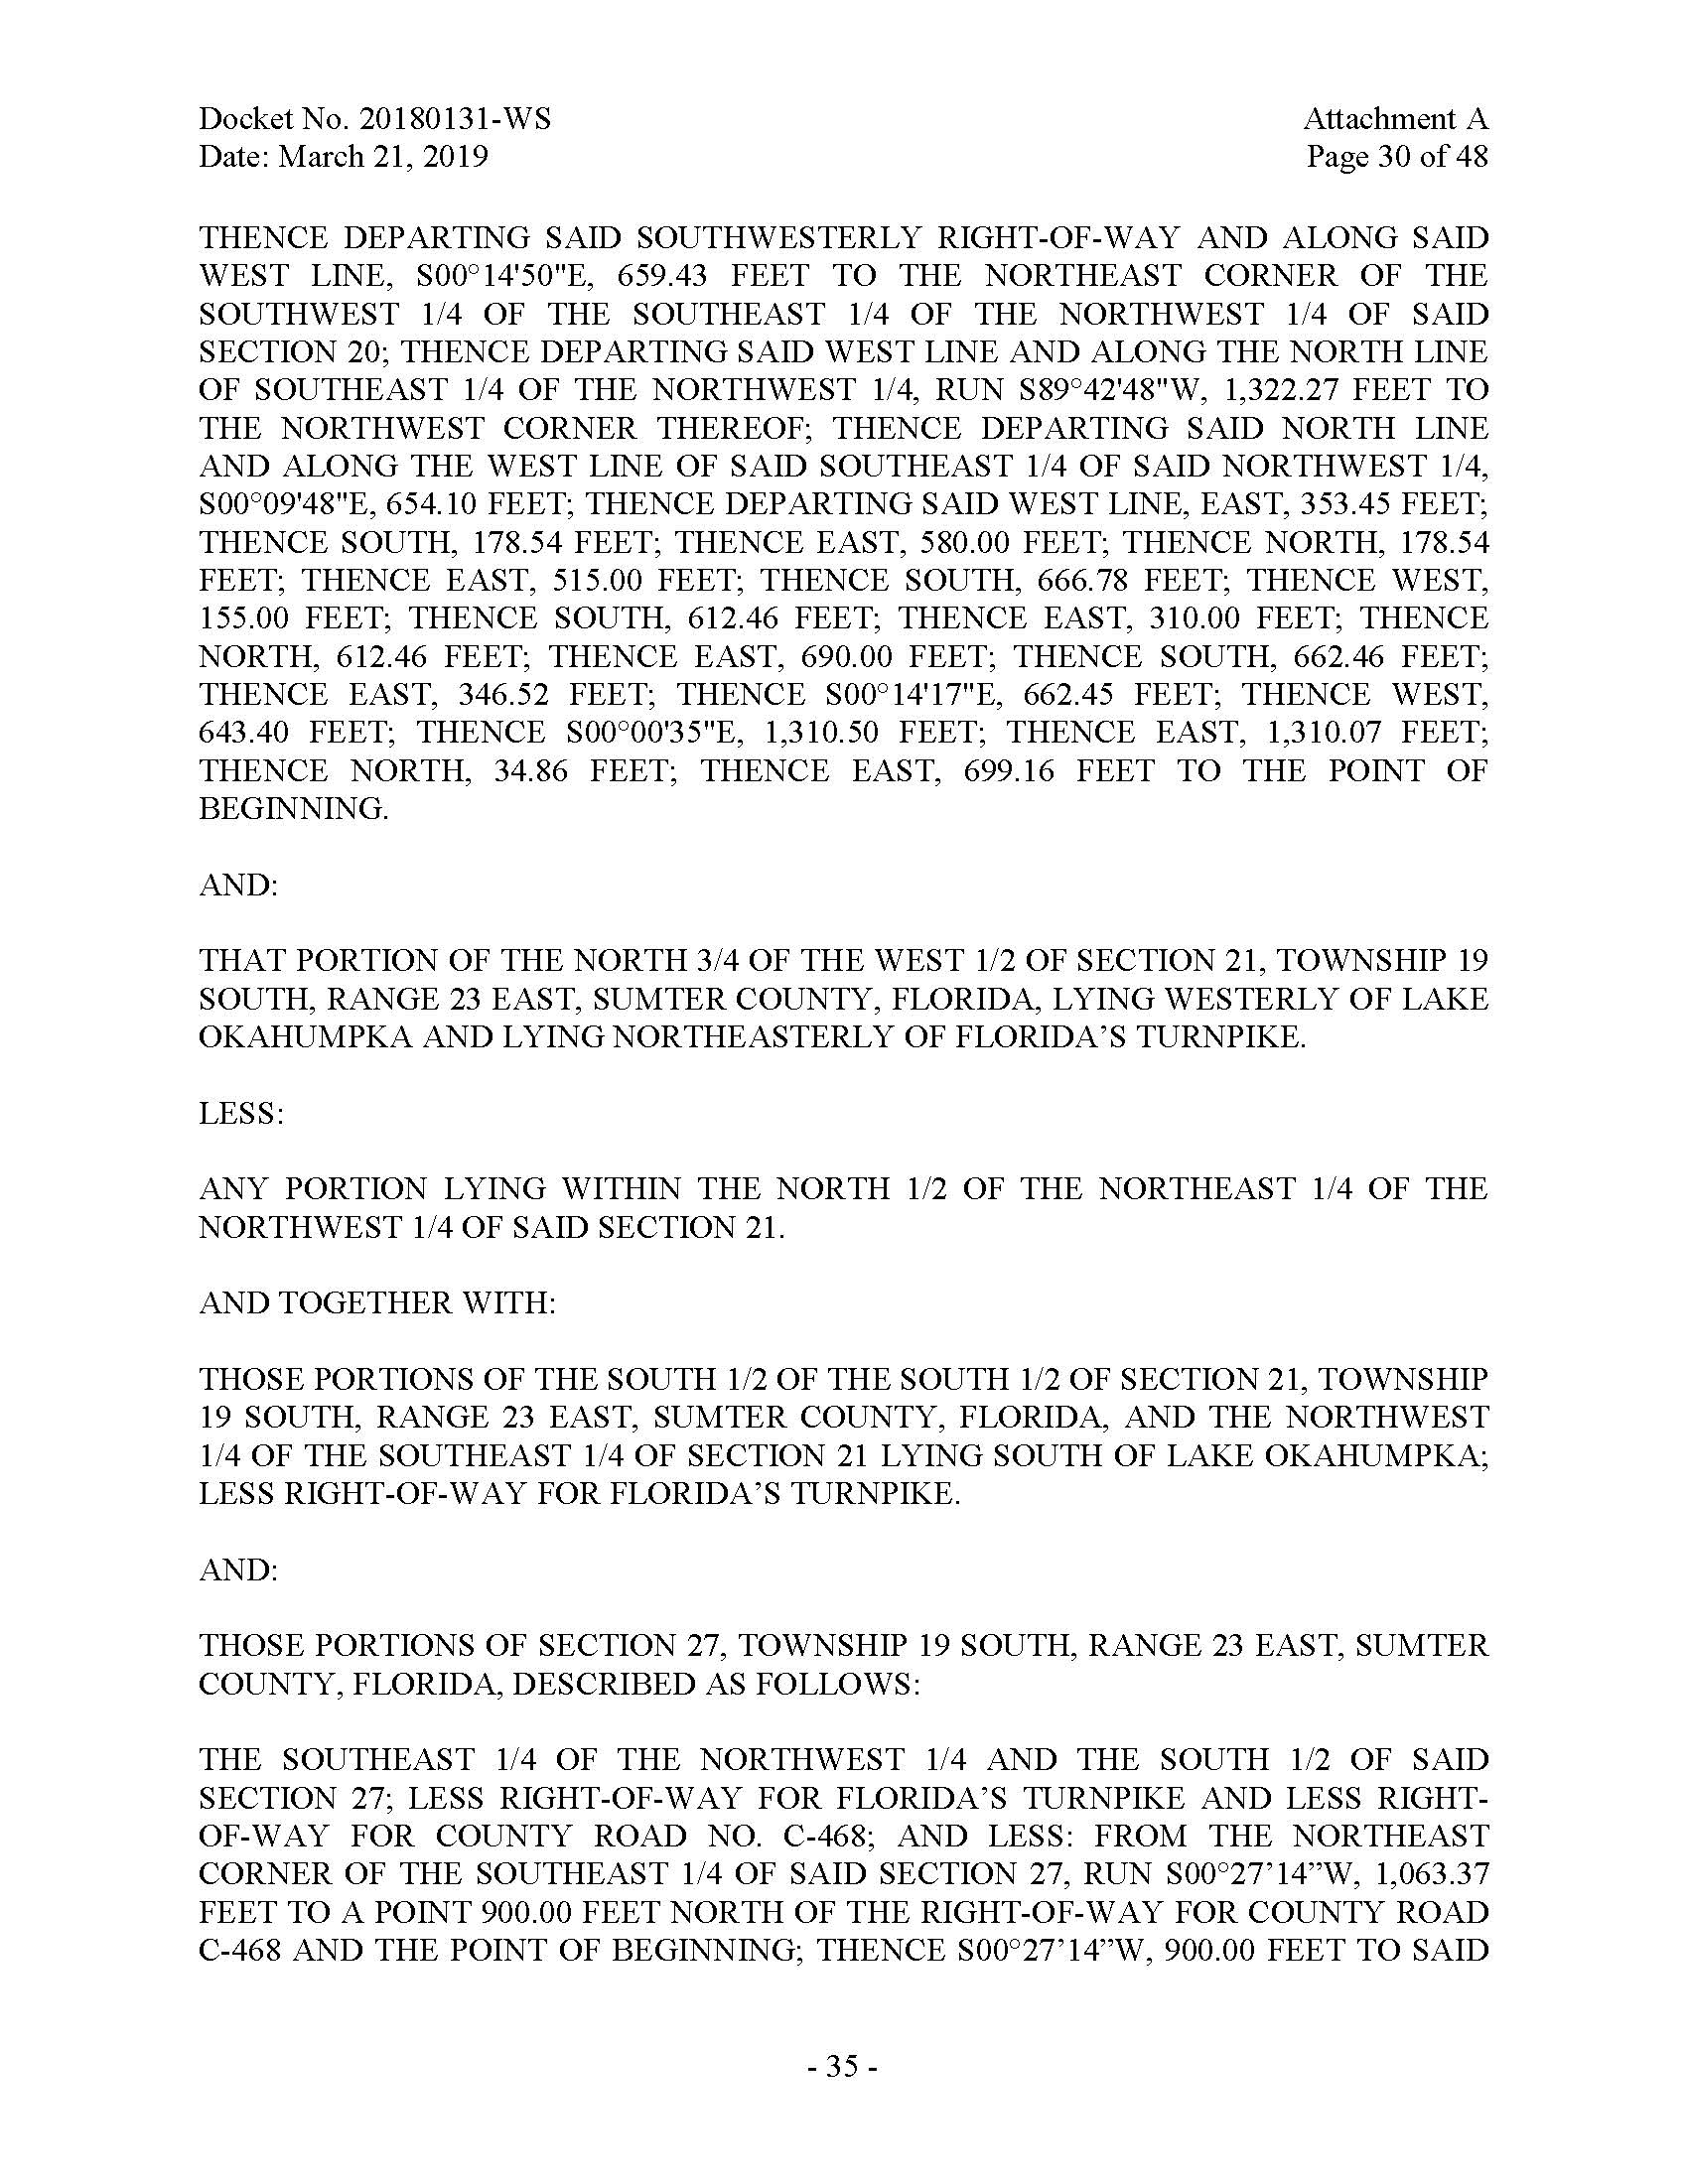 Docket No. 20180131-WS
Date: March 21, 2019
Attachment A
Page 30 of 48
THENCE DEPARTING SAID SOUTHWESTERLY RIGHT-OF-WAY AND ALONG SAID
WEST LINE, S00°14'50"E, 659.43 FEET TO THE NORTHEAST CORNER OF THE
SOUTHWEST 1/4 OF THE SOUTHEAST 1/4 OF THE NORTHWEST 1/4 OF SAID
SECTION 20; THENCE DEPARTING SAID WEST LINE AND ALONG THE NORTH LINE
OF SOUTHEAST 1/4 OF THE NORTHWEST 1/4, RUN S89°42'48"W, 1,322.27 FEET TO
THE NORTHWEST CORNER THEREOF; THENCE DEPARTING SAID NORTH LINE
AND ALONG THE WEST LINE OF SAID SOUTHEAST 1/4 OF SAID NORTHWEST 1/4,
S00°09'48"E, 654.10 FEET; THENCE DEPARTING SAID WEST LINE, EAST, 353.45 FEET;
THENCE SOUTH, 178.54 FEET; THENCE EAST, 580.00 FEET; THENCE NORTH, 178.54
FEET; THENCE EAST, 515.00 FEET; THENCE SOUTH, 666.78 FEET; THENCE WEST,
155.00 FEET; THENCE SOUTH, 612.46 FEET; THENCE EAST, 310.00 FEET; THENCE
NORTH, 612.46 FEET; THENCE EAST, 690.00 FEET; THENCE SOUTH, 662.46 FEET;
THENCE EAST, 346.52 FEET; THENCE S00°14'17"E, 662.45 FEET; THENCE WEST,
643.40 FEET; THENCE S00°00'35"E, 1,310.50 FEET; THENCE EAST, 1,310.07 FEET;
THENCE NORTH, 34.86 FEET; THENCE EAST, 699.16 FEET TO THE POINT OF
BEGINNING.
AND:
THAT PORTION OF THE NORTH 3/4 OF THE WEST 1/2 OF SECTION 21, TOWNSHIP 19
SOUTH, RANGE 23 EAST, SUMTER COUNTY, FLORIDA, LYING WESTERLY OF LAKE
OKAHUMPKA AND LYING NORTHEASTERLY OF FLORIDA’S TURNPIKE.
LESS:
ANY PORTION LYING WITHIN THE NORTH 1/2 OF THE NORTHEAST 1/4 OF THE
NORTHWEST 1/4 OF SAID SECTION 21.
AND TOGETHER WITH:
THOSE PORTIONS OF THE SOUTH 1/2 OF THE SOUTH 1/2 OF SECTION 21, TOWNSHIP
19 SOUTH, RANGE 23 EAST, SUMTER COUNTY, FLORIDA, AND THE NORTHWEST
1/4 OF THE SOUTHEAST 1/4 OF SECTION 21 LYING SOUTH OF LAKE OKAHUMPKA;
LESS RIGHT-OF-WAY FOR FLORIDA’S TURNPIKE.
AND:
THOSE PORTIONS OF SECTION 27, TOWNSHIP 19 SOUTH, RANGE 23 EAST, SUMTER
COUNTY, FLORIDA, DESCRIBED AS FOLLOWS:
THE SOUTHEAST 1/4 OF THE NORTHWEST 1/4 AND THE SOUTH 1/2 OF SAID
SECTION 27; LESS RIGHT-OF-WAY FOR FLORIDA’S TURNPIKE AND LESS RIGHT-
OF-WAY FOR COUNTY ROAD NO. C-468; AND LESS: FROM THE NORTHEAST
CORNER OF THE SOUTHEAST 1/4 OF SAID SECTION 27, RUN S00°27’14”W, 1,063.37
FEET TO A POINT 900.00 FEET NORTH OF THE RIGHT-OF-WAY FOR COUNTY ROAD
C-468 AND THE POINT OF BEGINNING; THENCE S00°27’14”W, 900.00 FEET TO SAID
- 35 -